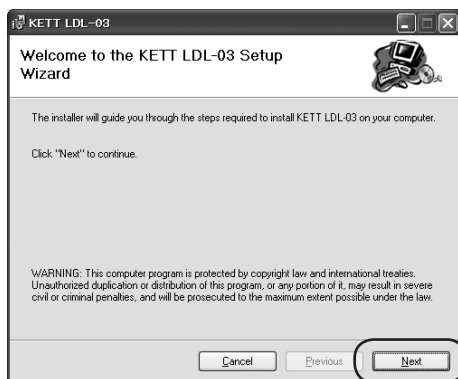 KETT LDL-03
Welcome to the KETT LDL-03 Setup
Wizard
The installer will guide you through the steps required to install KETT LDL-03 on your computer.
Click "Next" to continue.
WARNING: This computer program is protected by copyright law and international treaties.
Unauthorized duplication or distribution of this program, or any portion of it, may result in severe
civil or criminal penalties, and will be prosecuted to the maximum extent possible under the law.
Cancel
Previous
Next